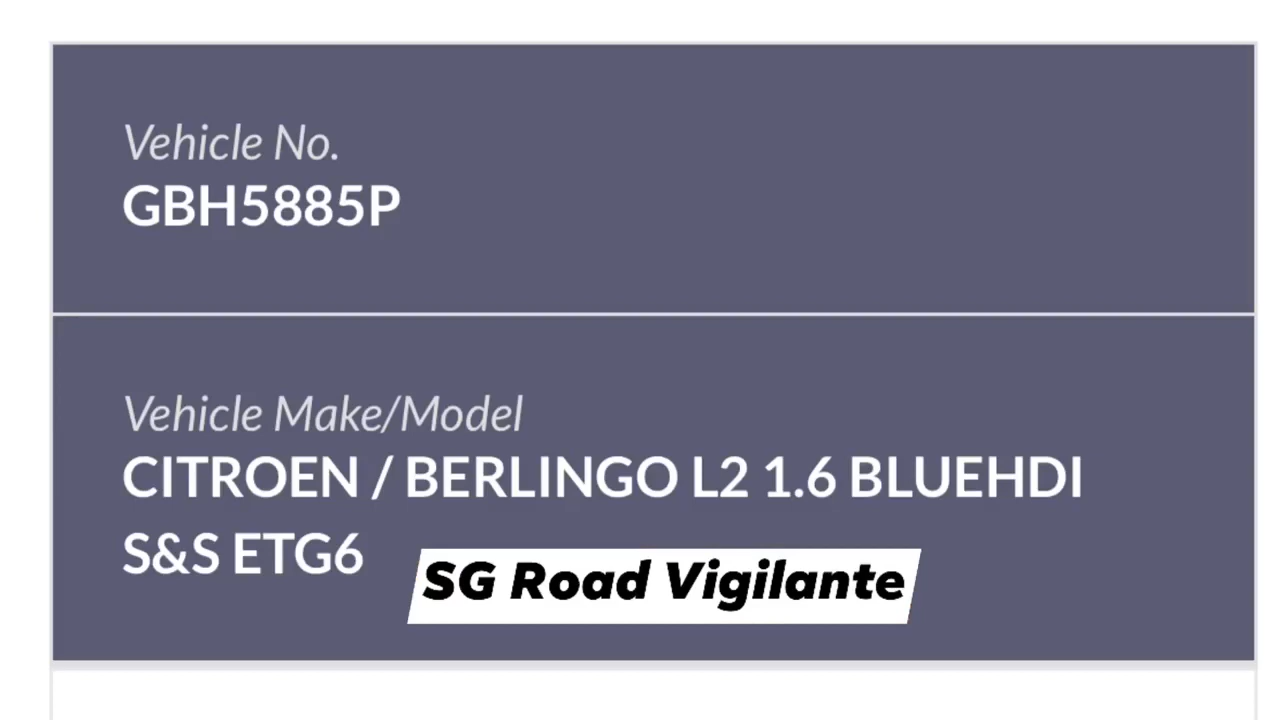 Vehicle No.
GBH5885P
Vehicle Make/Model
CITROEN / BERLINGO L2 1.6 BLUEHDI
S&S ETG6
SG Road Vigilante